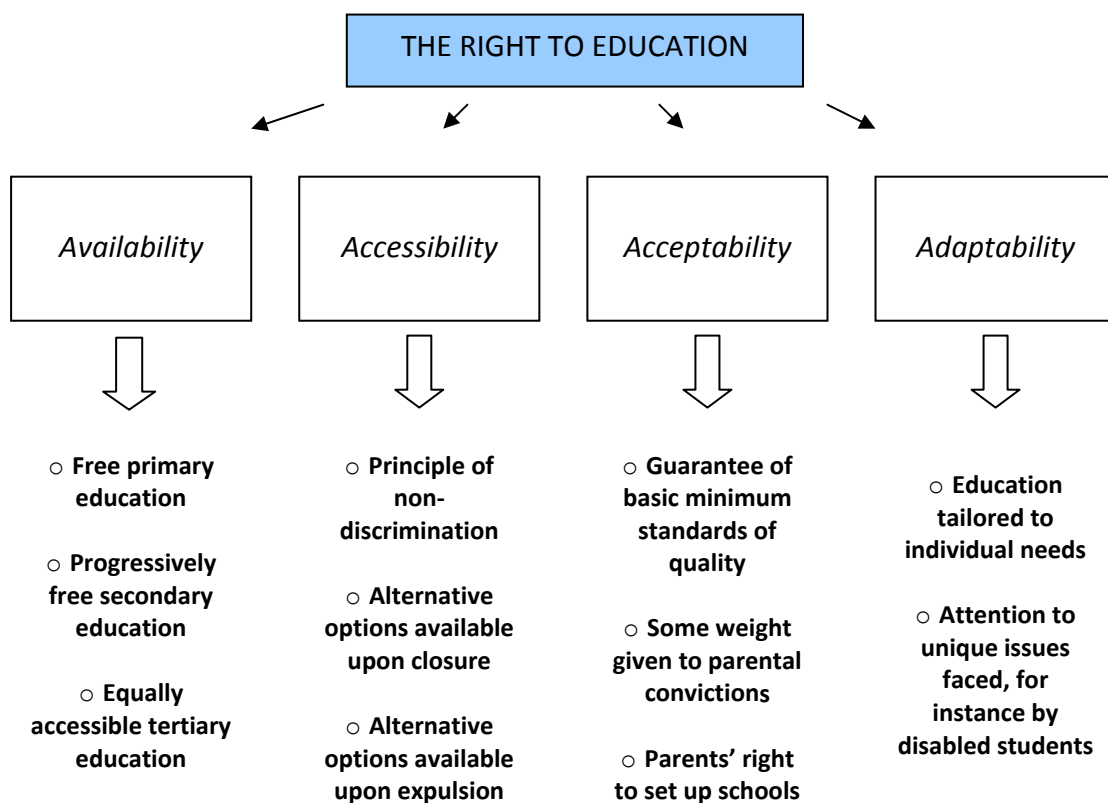 THE RIGHT TO EDUCATION
Availability
Accessibility
Acceptability
Adaptability
○ Free primary
education
○ Progressively
free secondary
education
○ Equally
accessible tertiary
education
○ Principle of
non-
discrimination
○ Alternative
options available
upon closure
○ Alternative
options available
upon expulsion
○ Guarantee of
basic minimum
standards of
quality
○ Some weight
given to parental
convictions
○ Parents’ right
to set up schools
○ Education
tailored to
individual needs
○ Attention to
unique issues
faced, for
instance by
disabled students